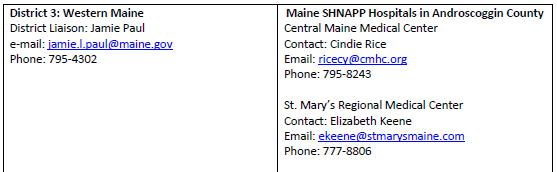 District 3: Western Maine
District Liaison: Jamie Paul
e-mail: jamie.l.paul@maine.gov
Phone: 795-4302
Maine SHNAPP Hospitals in Androscoggin County
Central Maine Medical Center
Contact: Cindie Rice
Email: ricecy@cmhc.org
Phone: 795-8243
St. Mary's Regional Medical Center
Contact: Elizabeth Keene
Email: ekeene@stmarysmaine.com
Phone: 777-8806